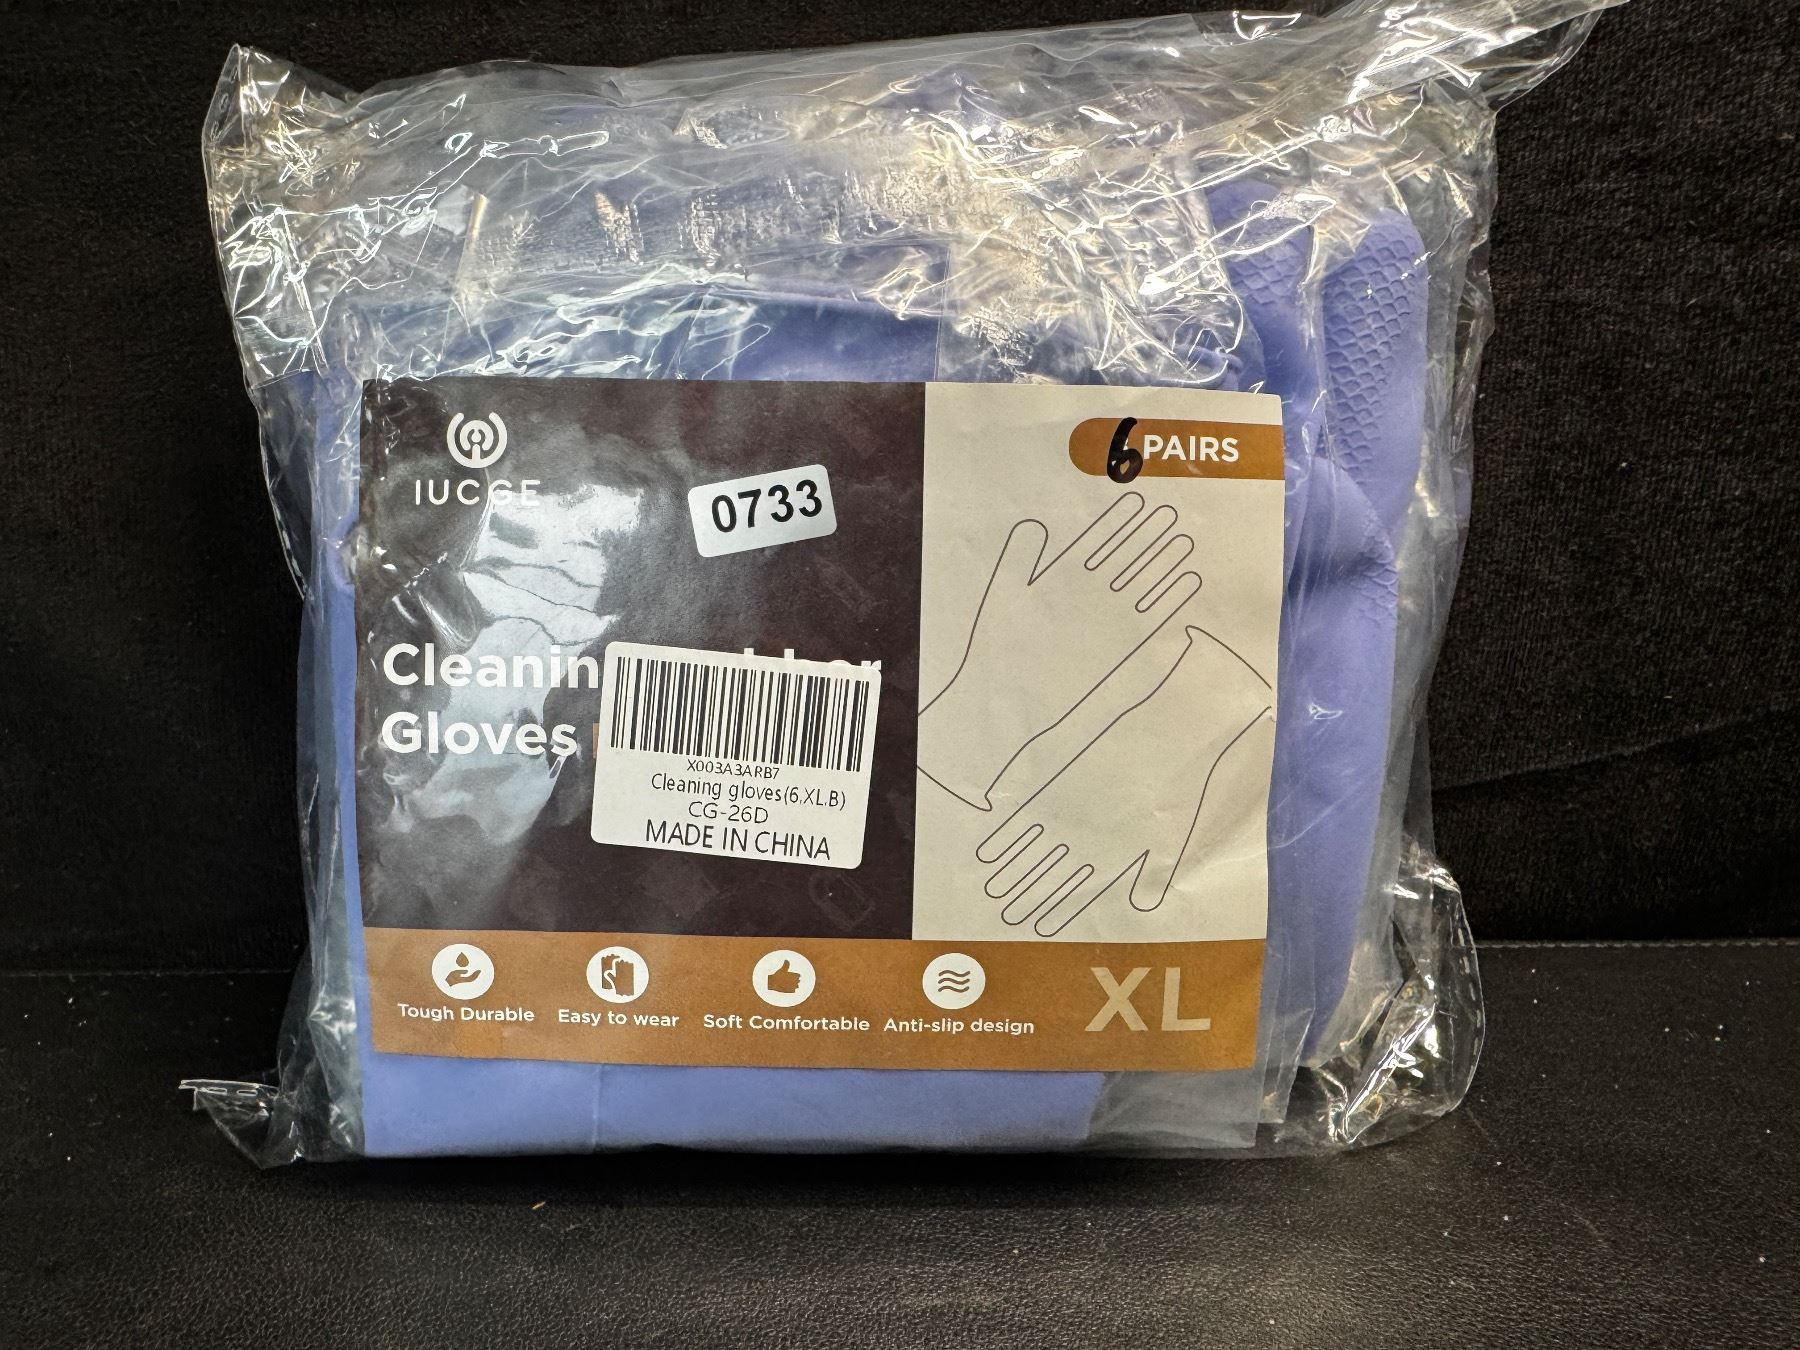 IUCGE
0733
6 PAIRS
Cleanin
Gloves
X003A3ARB7
Cleaning gloves(6,XL,B)
CG-26D
MADE IN CHINA
Tough Durable
Easy to wear
Soft Comfortable
Anti-slip design
XL